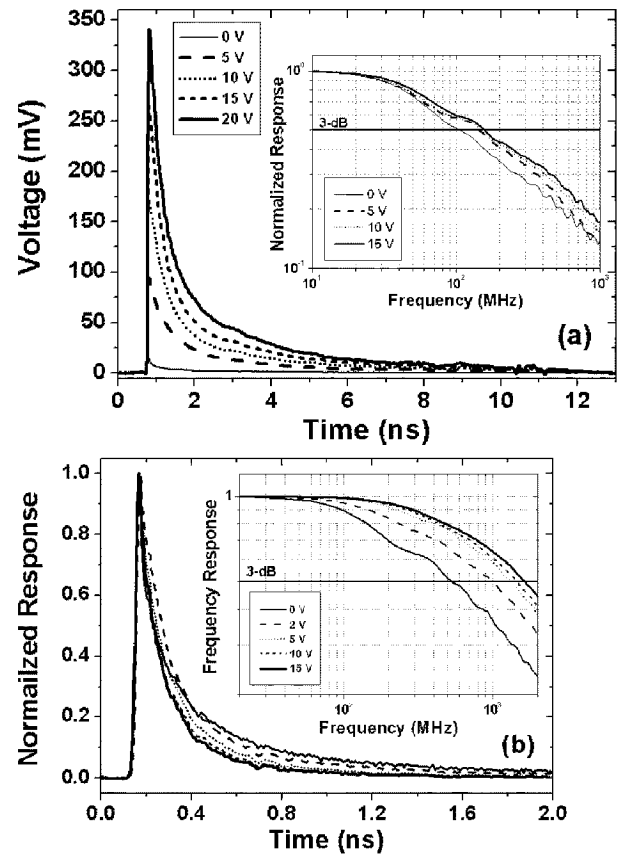 350
300
250
200
150
100
50
0
Voltage (mV)
0 V
5 V
10 V
15 V
20 V
10⁰
10⁻¹
Normalized Response
3-dB
0 V
5 V
10 V
15 V
10¹ 10² 10³
Frequency (MHz)
(a)
0 2 4 6 8 10 12
Time (ns)
1.0
0.8
0.6
0.4
0.2
0.0
Normailzed Response
1
Frequency Response
3-dB
0 V
2 V
5 V
10 V
15 V
10² 10³
Frequency (MHz)
(b)
0.0 0.4 0.8 1.2 1.6 2.0
Time (ns)